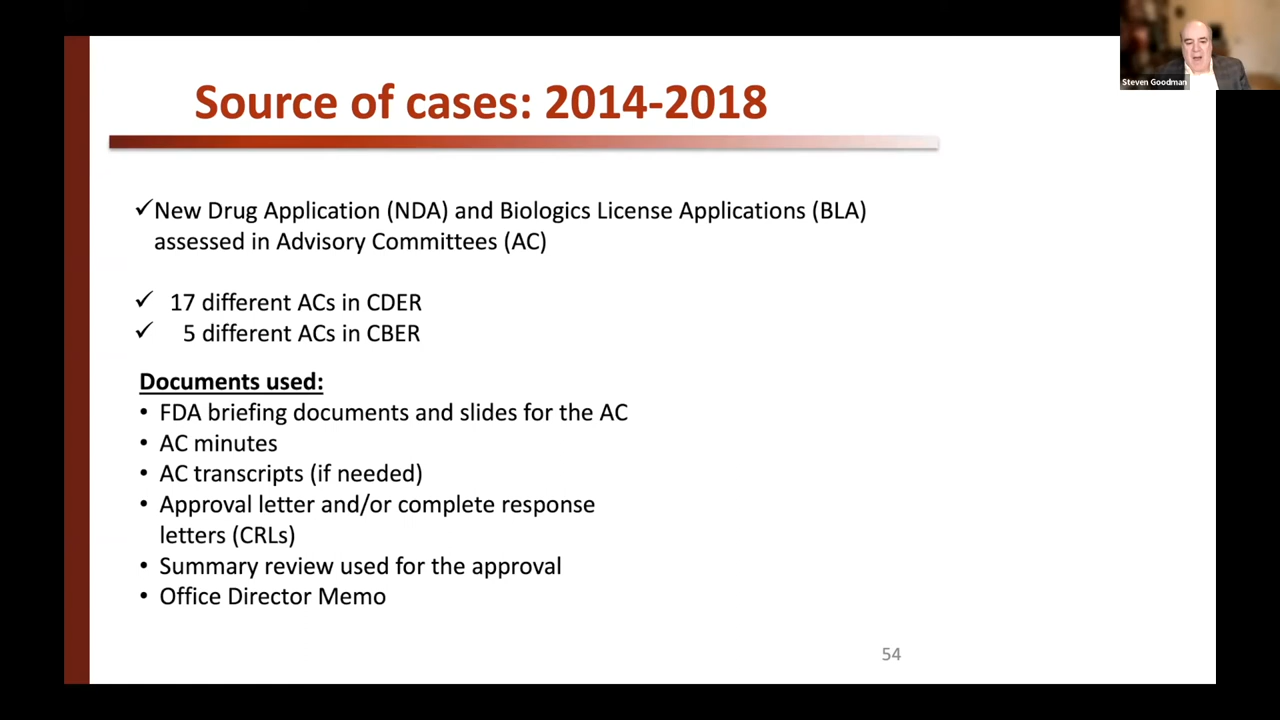 Steven Goodman
Source of cases: 2014-2018
✓New Drug Application (NDA) and Biologics License Applications (BLA)
assessed in Advisory Committees (AC)
✓ 17 different ACs in CDER
✓ 5 different ACs in CBER
Documents used:
• FDA briefing documents and slides for the AC
• AC minutes
• AC transcripts (if needed)
• Approval letter and/or complete response
letters (CRLs)
• Summary review used for the approval
• Office Director Memo
54